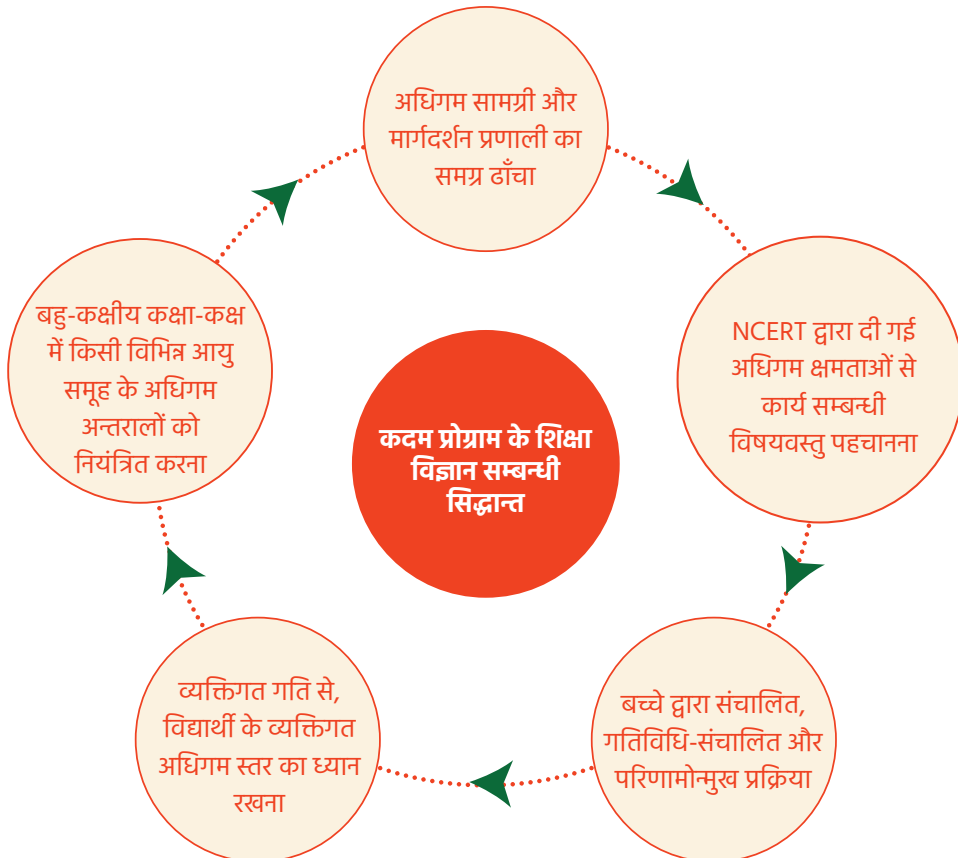 अधिगम सामग्री और
मार्गदर्शन प्रणाली का
समग्र ढाँचा
NCERT द्वारा दी गई
अधिगम क्षमताओं से
कार्य सम्बन्धी
विषयवस्तु पहचानना
बच्चे द्वारा संचालित,
गतिविधि-संचालित और
परिणामोन्मुख प्रक्रिया
व्यक्तिगत गति से,
विद्यार्थी के व्यक्तिगत
अधिगम स्तर का ध्यान
रखना
बहु-कक्षीय कक्षा-कक्ष
में किसी विभिन्न आयु
समूह के अधिगम
अन्तरालों को
नियंत्रित करना
कदम प्रोग्राम के शिक्षा
विज्ञान सम्बन्धी
सिद्धान्त